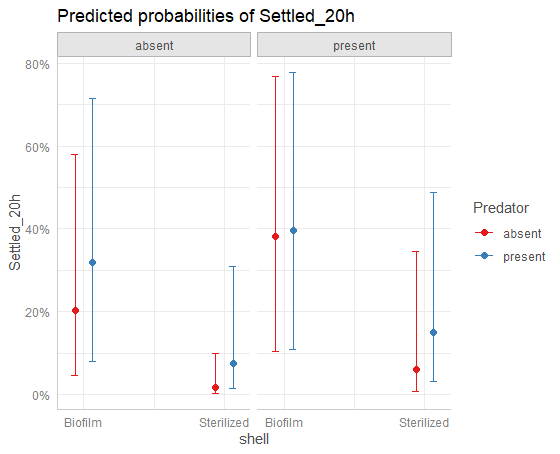 Predicted probabilities of Settled_20h
absent
present
80%
60%
40%
20%
0%
Settled_20h
Biofilm
Sterilized
Biofilm
Sterilized
shell
Predator
absent
present